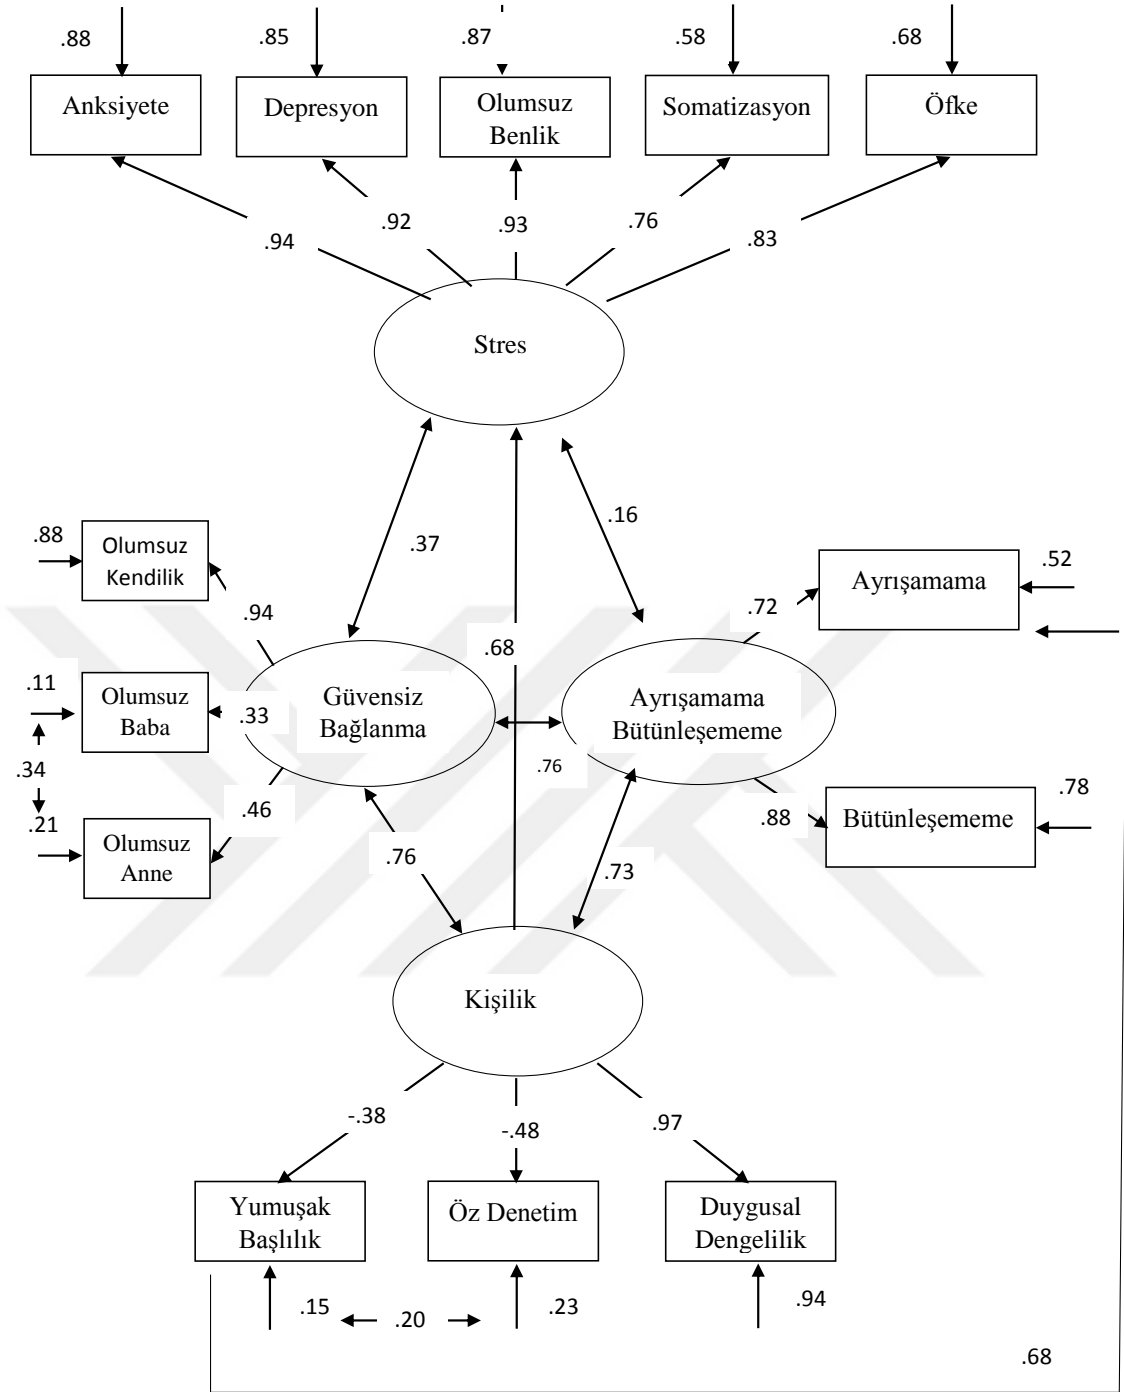 .88
.85
.87
.58
.68
Anksiyete
Depresyon
Olumsuz
Benlik
Somatizasyon
Öfke
.94
.92
.93
.76
.83
Stres
.37
.16
.88
Olumsuz
Kendilik
.94
.68
.72
Ayrışamama
.52
.11
Olumsuz
Baba
.33
Güvensiz
Bağlanma
Ayrışamama
Bütünleşememe
.76
.34
.21
Olumsuz
Anne
.46
.76
.73
.88
Bütünleşememe
.78
Kişilik
-.38
-.48
.97
Yumuşak
Başlılık
Öz Denetim
Duygusal
Dengelilik
.15
.20
.23
.94
.68